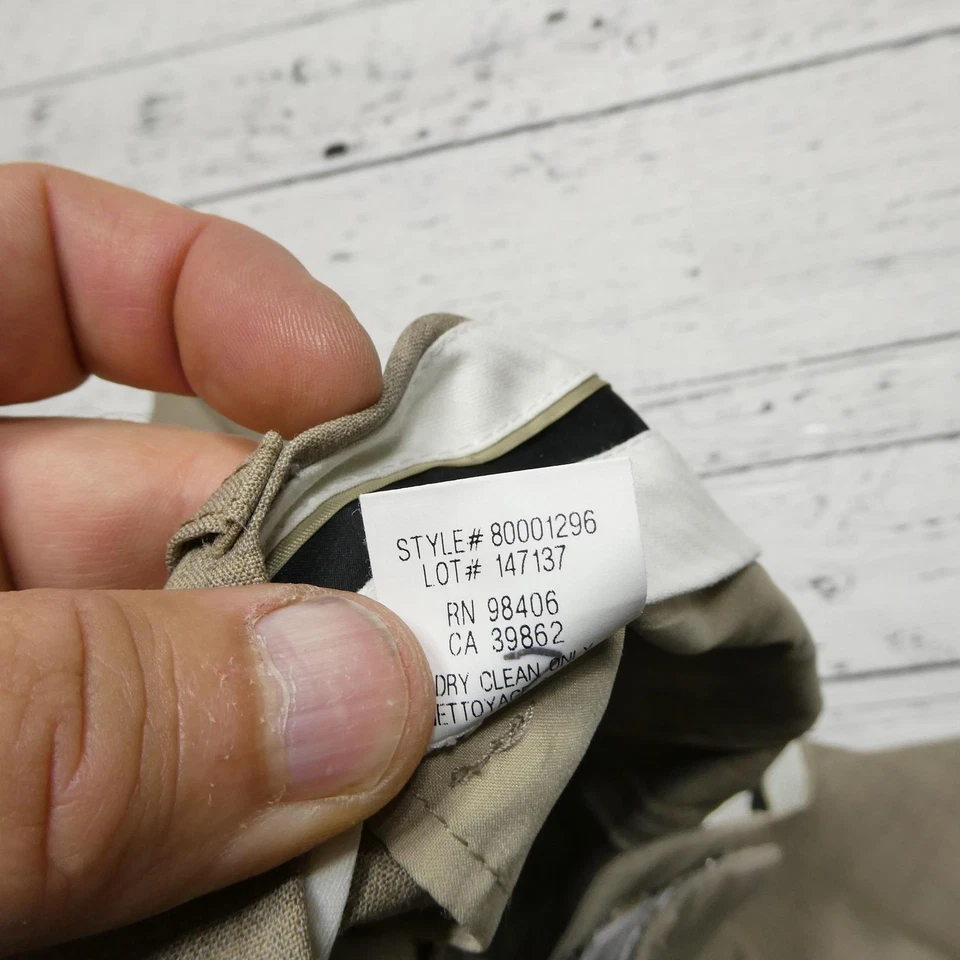 STYLE# 80001296
LOT# 147137
RN 98406
CA 39862
DRY CLEAN ONLY